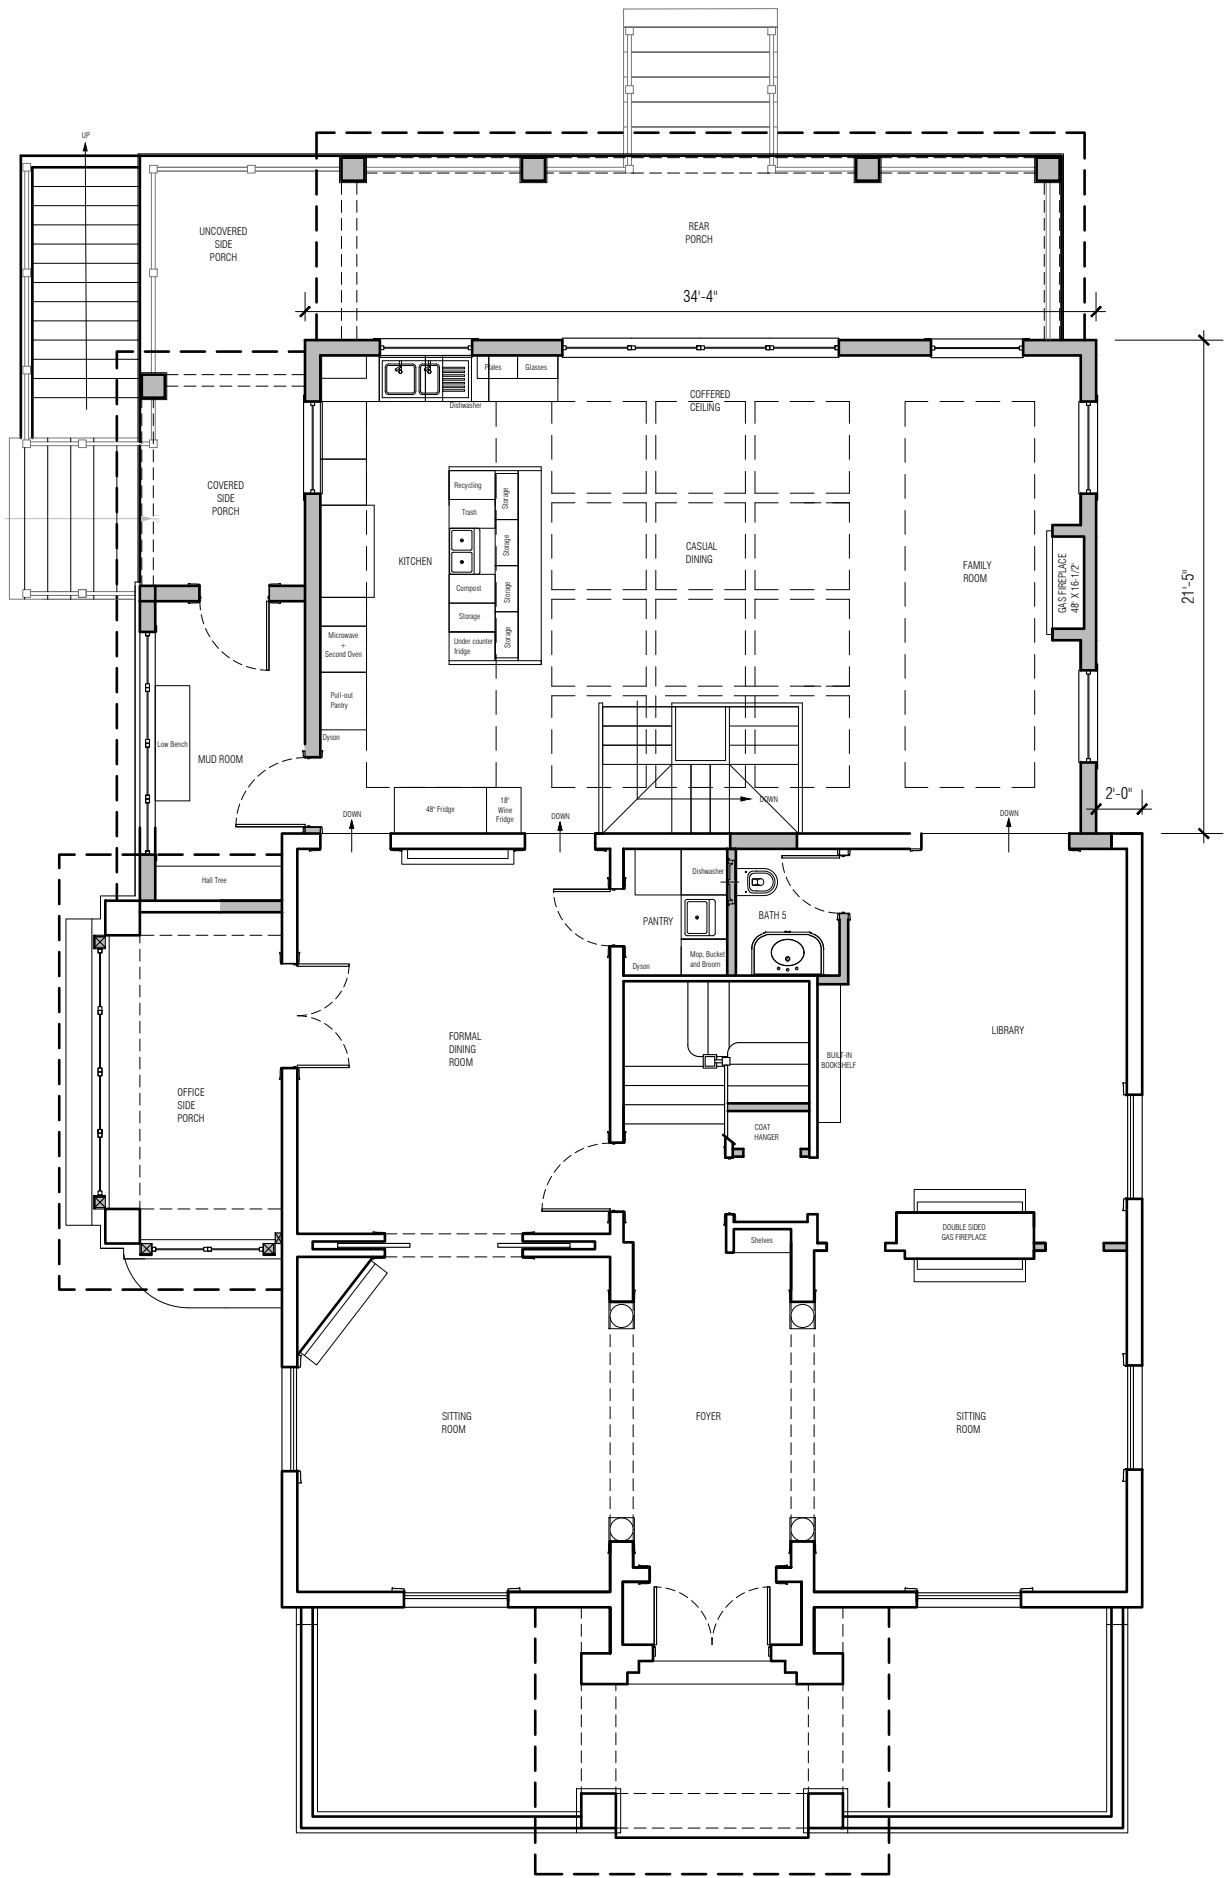 UP
UNCOVERED
SIDE
PORCH
REAR
PORCH
34'-4"
Plates
Glasses
Dishwasher
COFFERED
CEILING
COVERED
SIDE
PORCH
Recycling
Storage
Trash
Storage
KITCHEN
CASUAL
DINING
FAMILY
ROOM
GAS FIREPLACE
48" X 16-1/2"
21'-5"
Compost
Storage
Storage
Storage
Under counter
fridge
Microwave
+
Second Oven
Pull-out
Pantry
Dyson
Low Bench
MUD ROOM
48" Fridge
18"
Wine
Fridge
DOWN
2'-0"
DOWN
DOWN
DOWN
Hall Tree
Dishwasher
PANTRY
BATH 5
Mop, Bucket
and Broom
Dyson
FORMAL
DINING
ROOM
LIBRARY
BUILT-IN
BOOKSHELF
OFFICE
SIDE
PORCH
COAT
HANGER
Shelves
DOUBLE SIDED
GAS FIREPLACE
SITTING
ROOM
FOYER
SITTING
ROOM